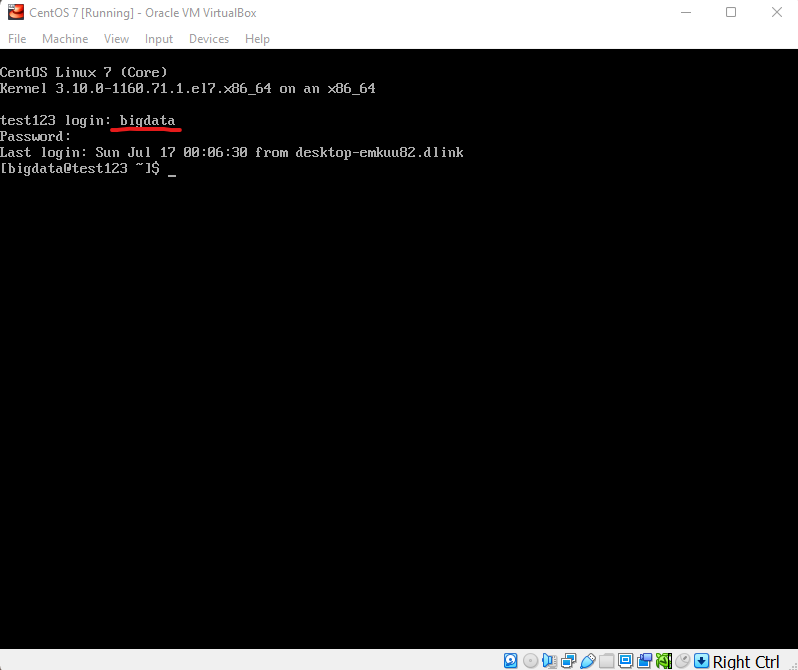 CentOS 7 [Running] - Oracle VM VirtualBox
File Machine View Input Devices Help
CentOS Linux 7 (Core)
Kernel 3.10.0-1160.71.1.el7.x86_64 on an x86_64
test123 login: bigdata
Password:
Last login: Sun Jul 17 00:06:30 from desktop-emkuu82.dlink
[bigdata@test123 ~]$ _
Right Ctrl